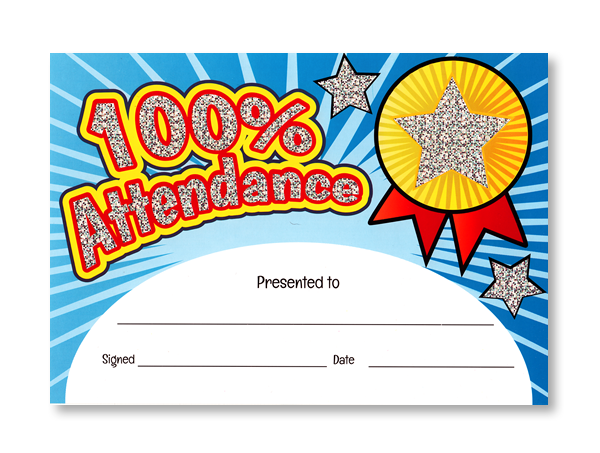 100%
Attendance
Presented to
Signed
Date